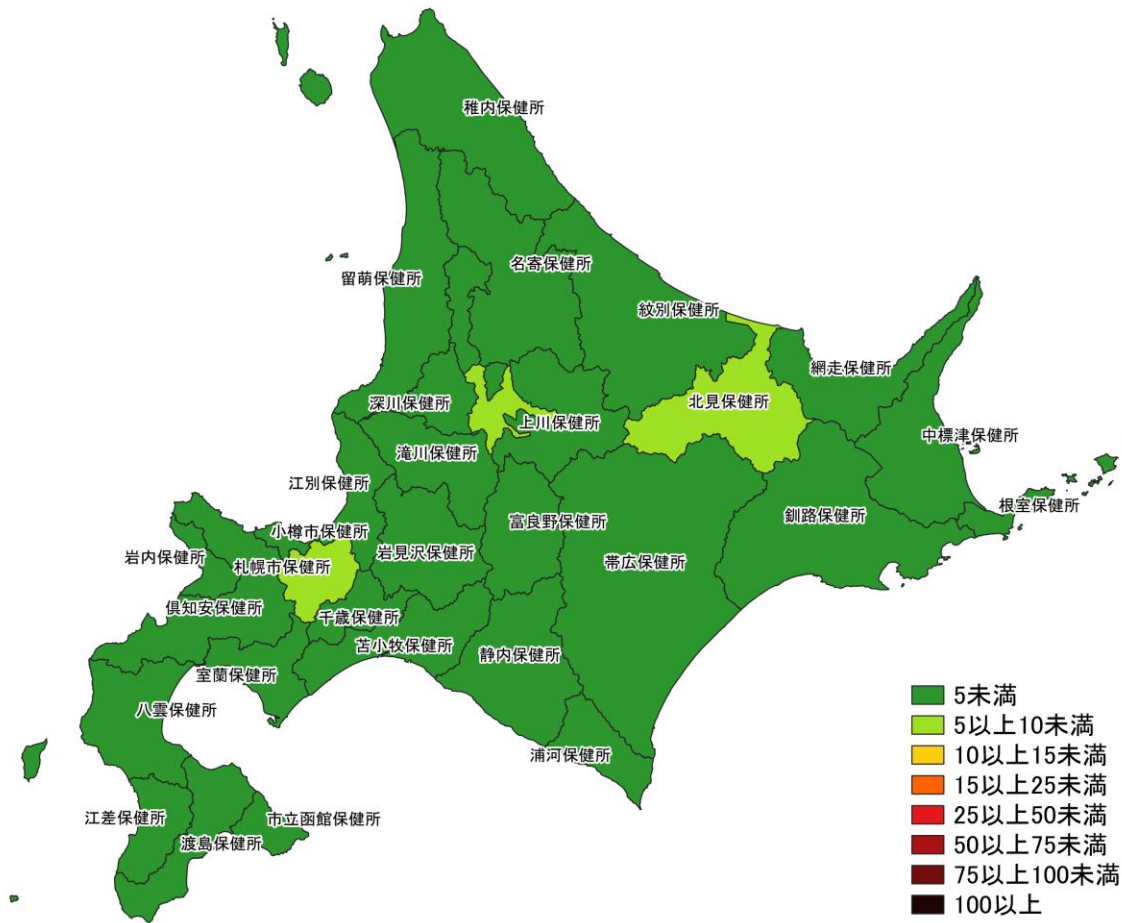 稚内保健所
名寄保健所
留萌保健所
紋別保健所
網走保健所
深川保健所
北見保健所
上川保健所
中標津保健所
滝川保健所
江別保健所
根室保健所
釧路保健所
富良野保健所
小樽市保健所
岩見沢保健所
岩内保健所
札幌市保健所
帯広保健所
倶知安保健所
千歳保健所
苫小牧保健所
静内保健所
室蘭保健所
八雲保健所
浦河保健所
江差保健所
市立函館保健所
渡島保健所
5未満
5以上10未満
10以上15未満
15以上25未満
25以上50未満
50以上75未満
75以上100未満
100以上